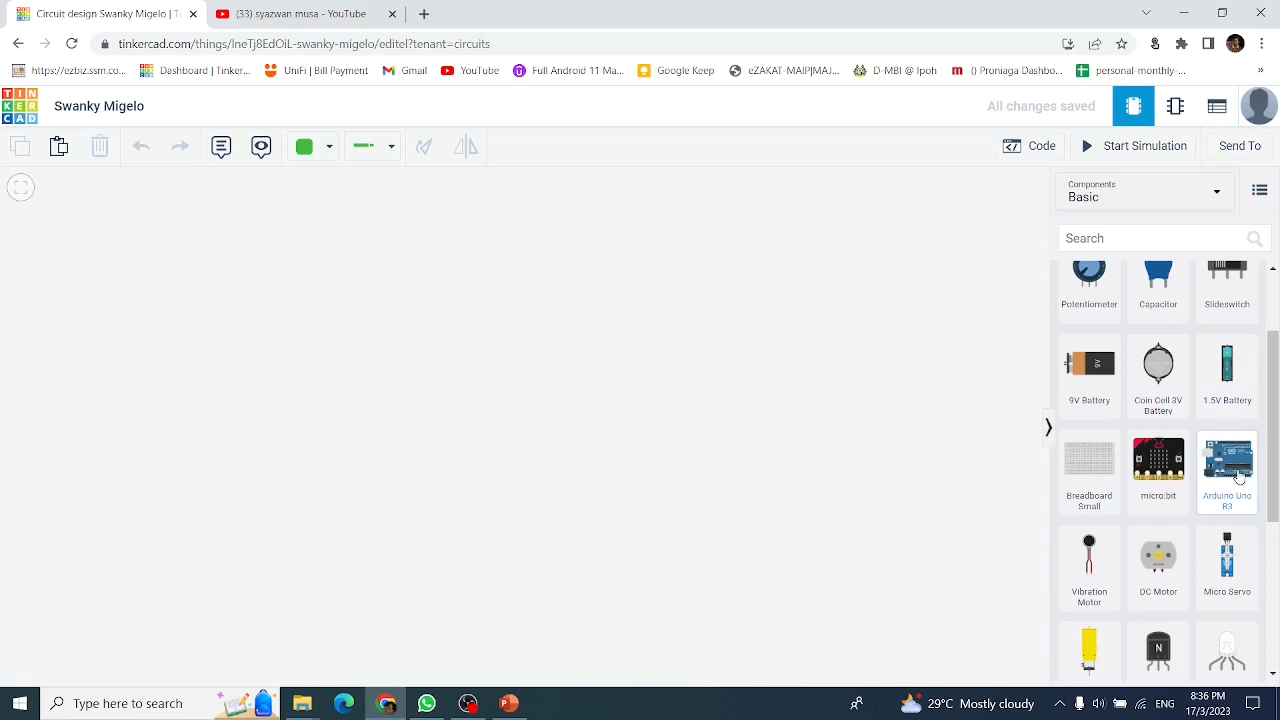 Circuit design Swanky Migelo | Ti
(33) syazwan musa - YouTube
tinkercad.com/things/lneTj8EdOiL-swanky-migelo/editel?tenant=circuits
https://ezbiz.ssm.co...
Dashboard | Tinker...
UniFi | Bill Payment
Gmail
YouTube
Full Android 11 Ma...
Google Keep
eZAKAT-MAIP|MAJ...
D-MBI @ Ipoh
() Proniaga Dashbo...
personal monthly -...
»
TIN
KER
CAD
Swanky Migelo
All changes saved
Code
Start Simulation
Send To
Components
Basic
Search
Potentiometer
Capacitor
Slideswitch
9V
9V Battery
Coin Cell 3V
Battery
1.5V Battery
Breadboard
Small
micro:bit
Arduino Uno
R3
Vibration
Motor
DC Motor
Micro Servo
N
Type here to search
29°C Mostly cloudy
ENG
8:36 PM
17/3/2023